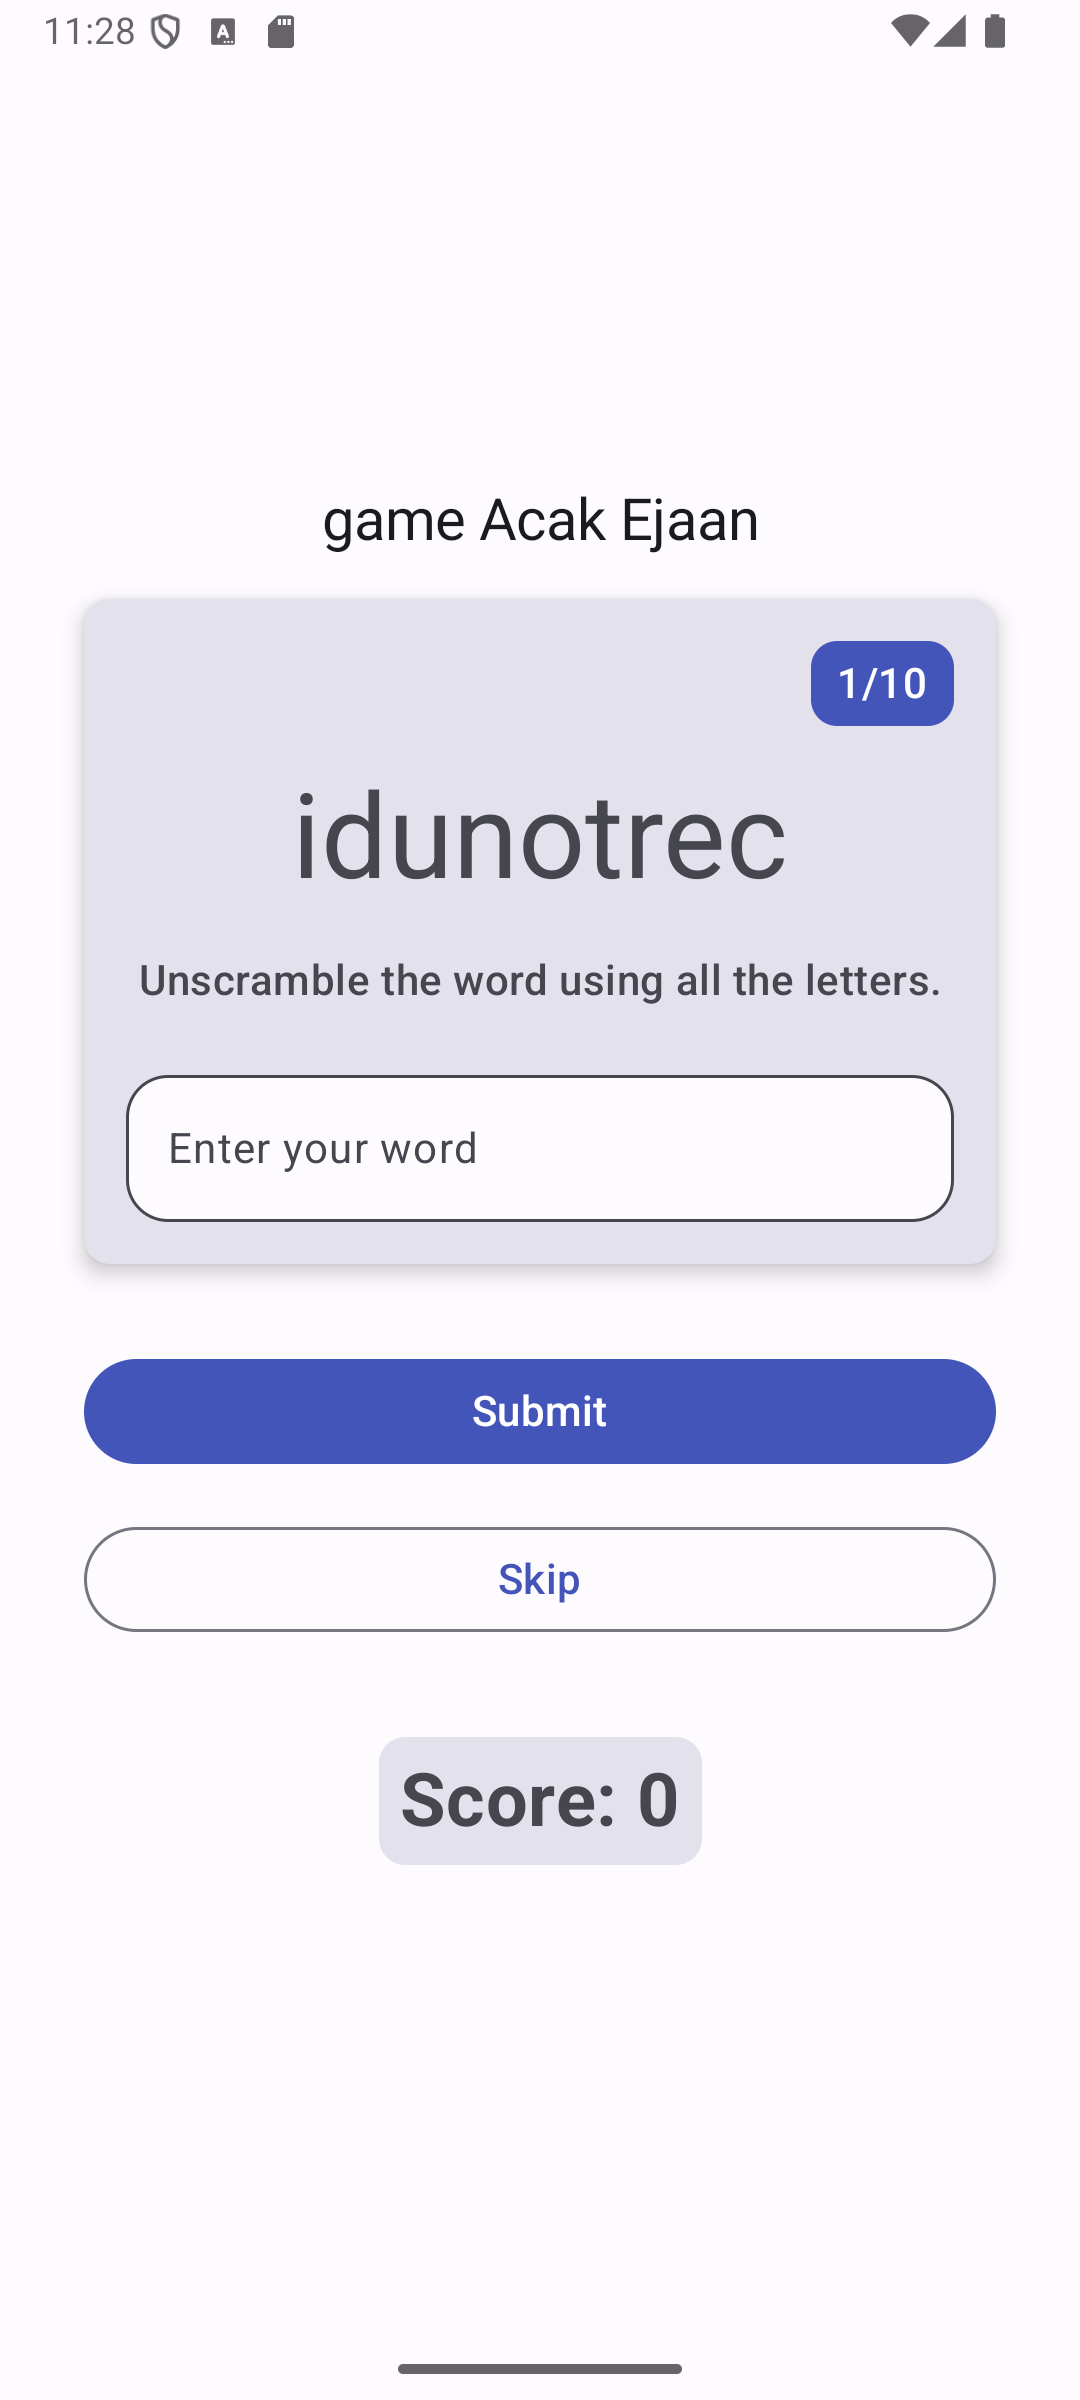 11:28
game Acak Ejaan
1/10
idunotrec
Unscramble the word using all the letters.
Enter your word
Submit
Skip
Score: 0